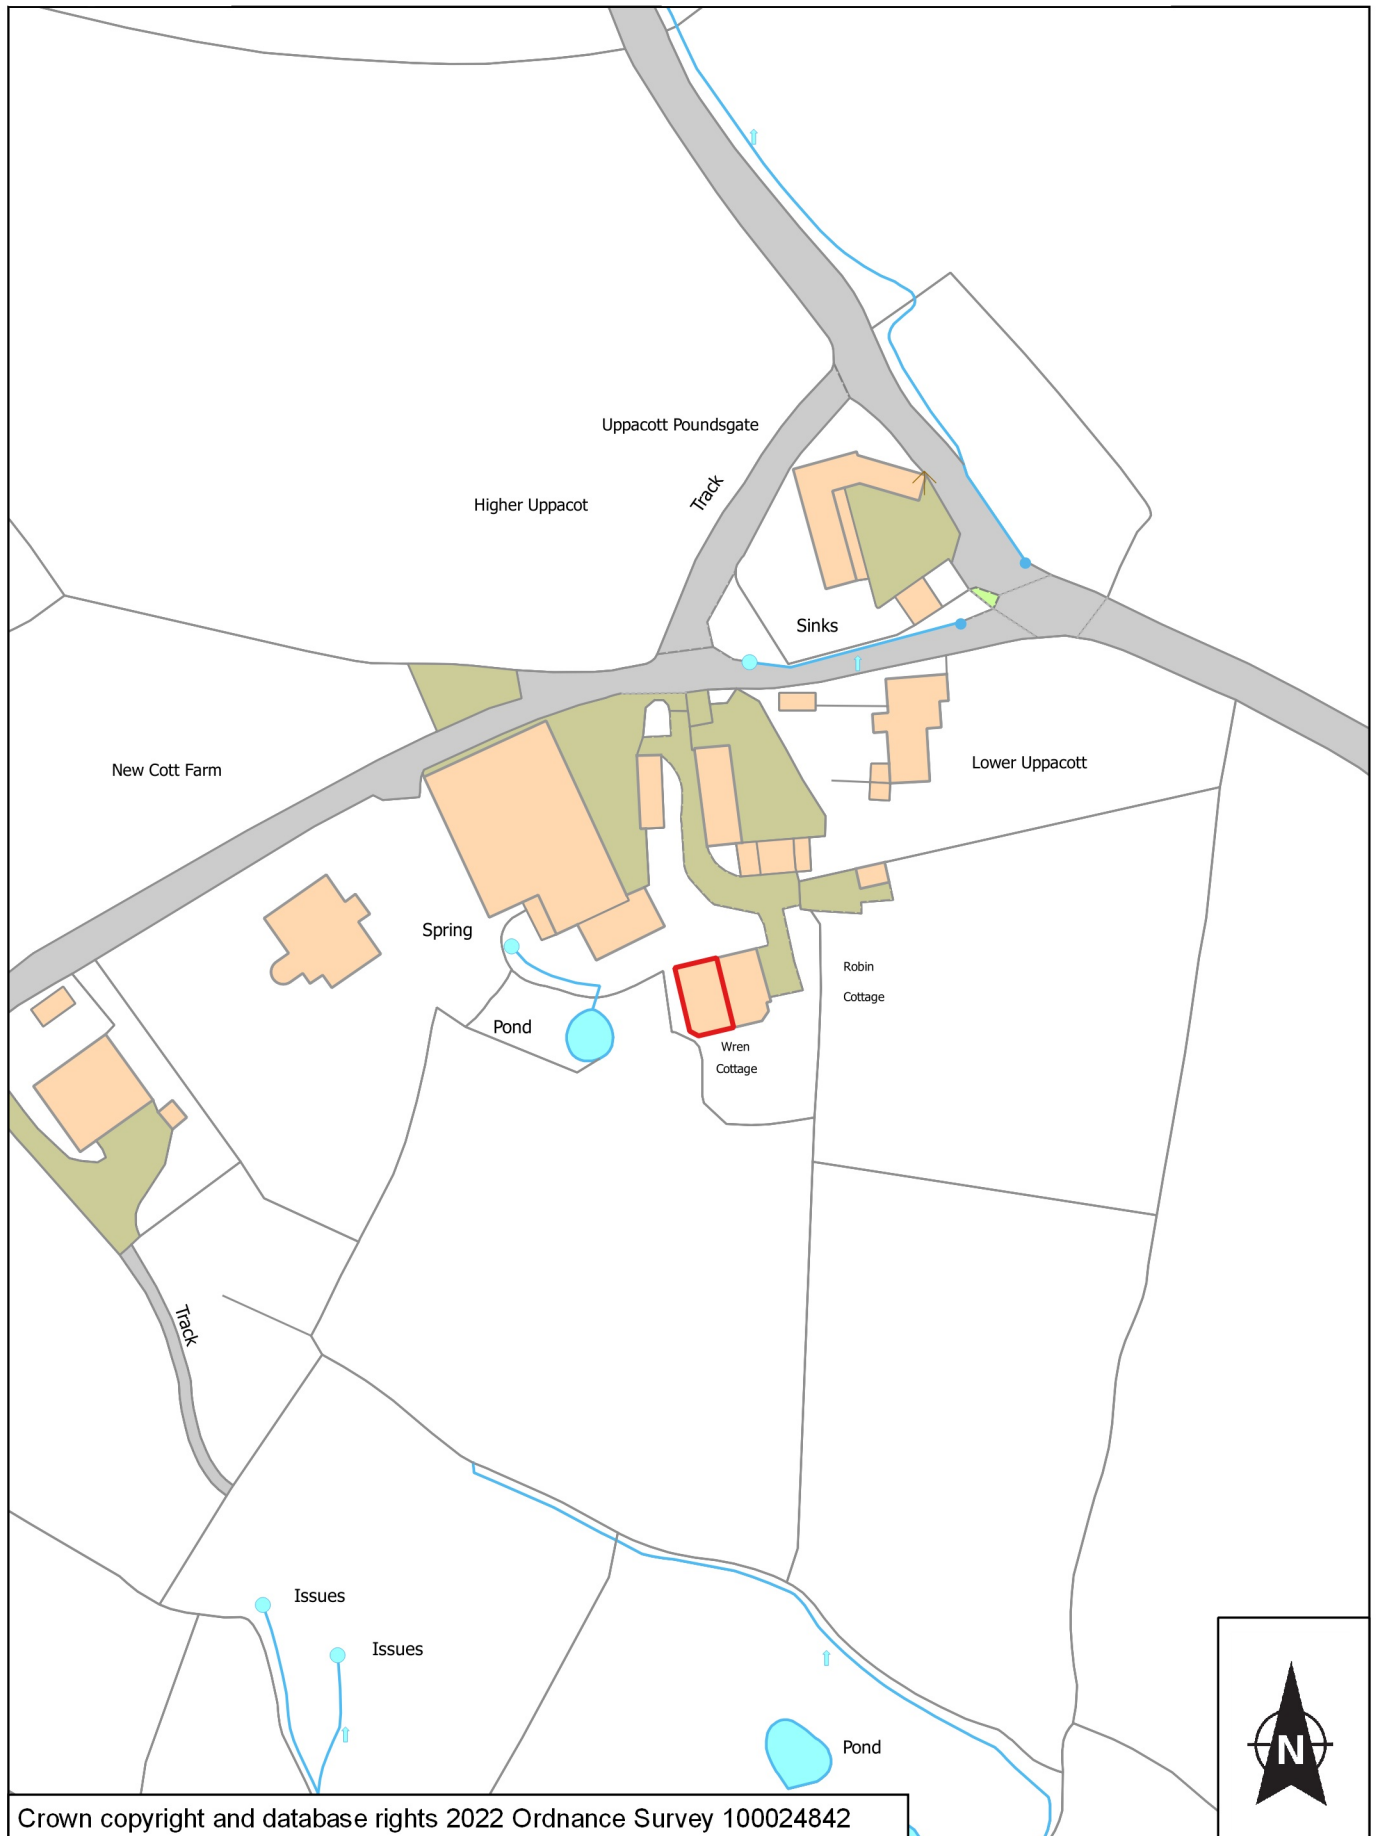 Uppacott Poundsgate
Higher Uppacot
Track
Sinks
New Cott Farm
Lower Uppacott
Spring
Robin
Cottage
Pond
Wren
Cottage
Track
Issues
Issues
Pond
N
Crown copyright and database rights 2022 Ordnance Survey 100024842